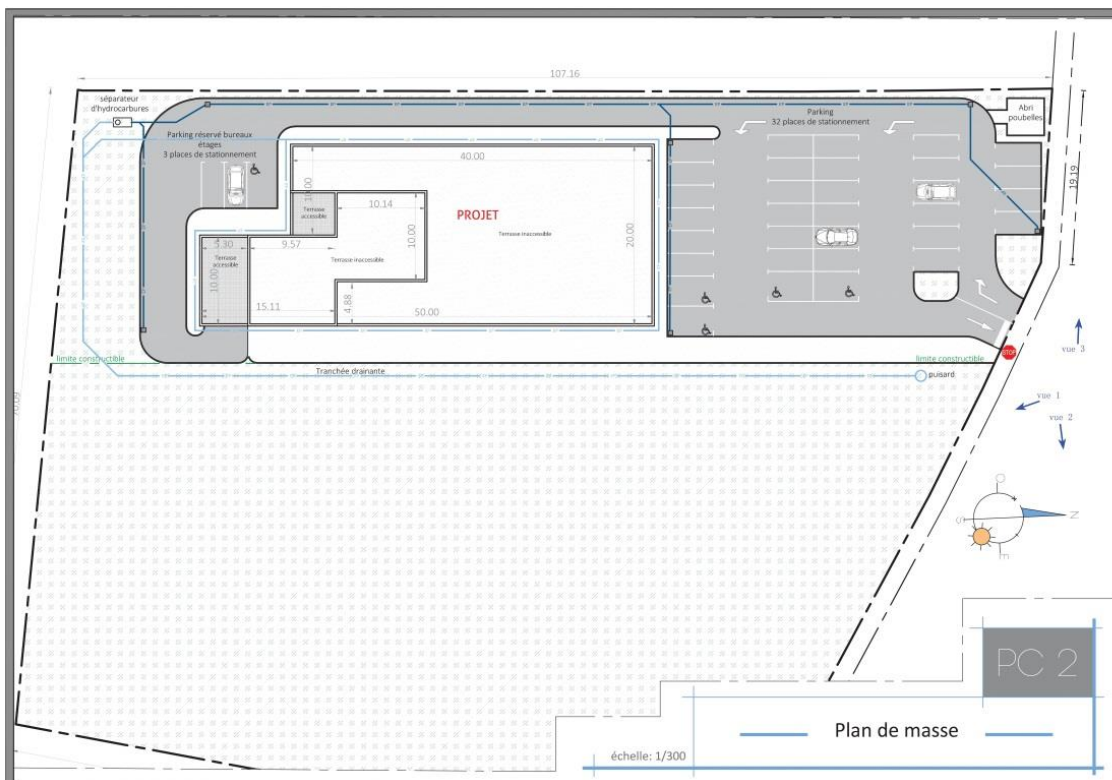 107.16
séparateur
d'hydrocarbures
Parking
32 places de stationnement
Abri
poubelles
Parking réservé bureaux
étages
3 places de stationnement
19.19
40.00
10.00
10.14
Terrasse
accessible
PROJET
Terrasse inaccessible
10.00
20.00
5.30
9.57
Terrasse
accessible
Terrasse inaccessible
10.00
15.11
4.88
50.00
STOP
limite constructible
limite constructible
Tranchée drainante
puisard
vue 3
vue 1
vue 2
70.09
O
S
N
E
PC 2
Plan de masse
échelle: 1/300